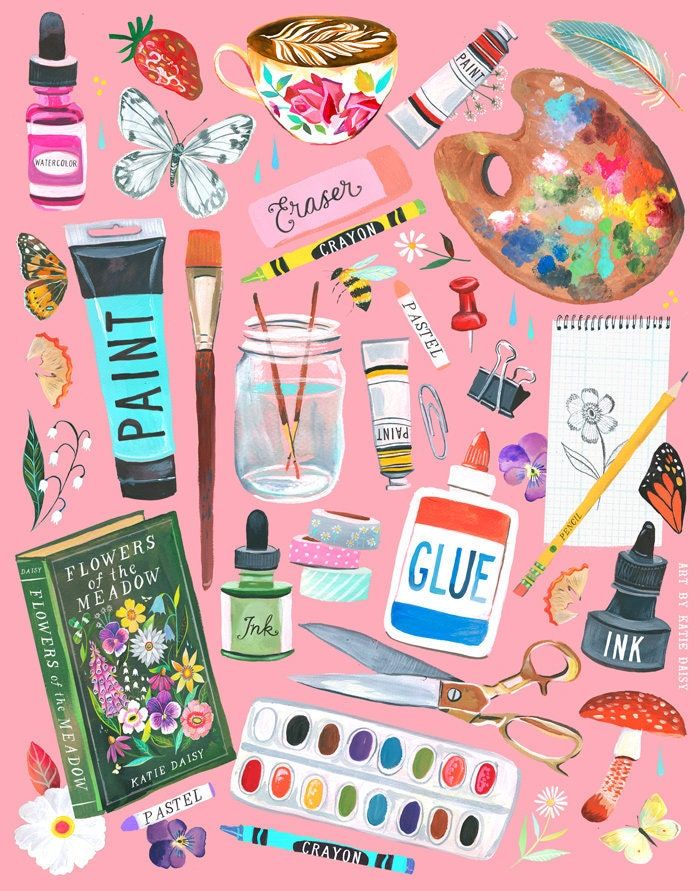 WATERCOLOR
PAINT
Eraser
CRAYON
PASTEL
PAINT
PAINT
PENCIL
GLUE
DAISY
FLOWERS of the MEADOW
FLOWERS
of the
MEADOW
KATIE DAISY
Ink
INK
ART BY KATIE DAISY
PASTEL
CRAYON